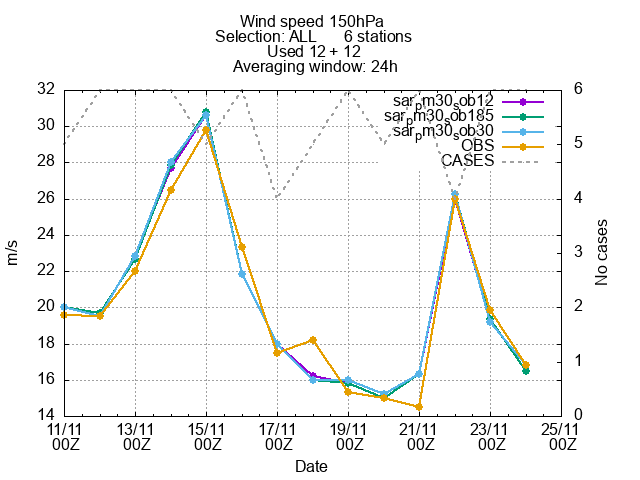 Wind speed 150hPa
Selection: ALL 6 stations
Used 12 + 12
Averaging window: 24h
32
30
28
26
24
22
20
18
16
14
m/s
6
5
4
3
2
1
0
No cases
sarpm30sob12
sarpm30sob185
sarpm30sob30
OBS
CASES
11/11 13/11 15/11 17/11 19/11 21/11 23/11 25/11
00Z 00Z 00Z 00Z 00Z 00Z 00Z 00Z
Date